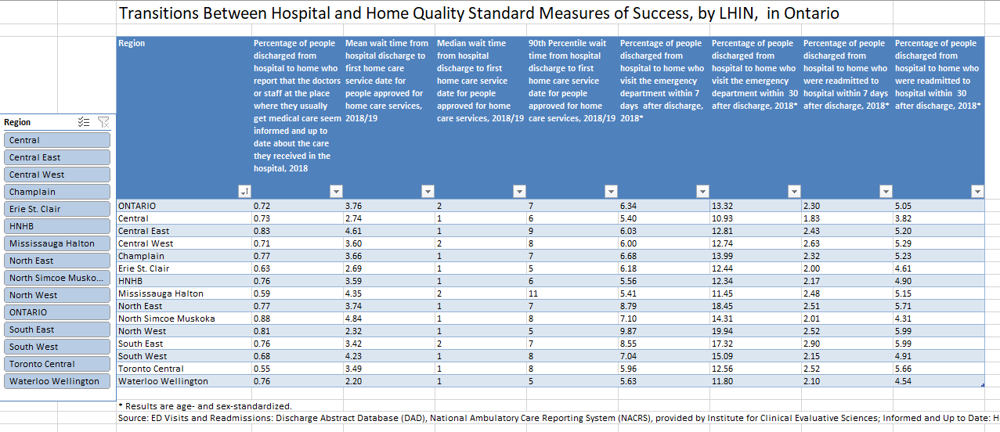 Transitions Between Hospital and Home Quality Standard Measures of Success, by LHIN,  in Ontario
Region
Central
Central East
Central West
Champlain
Erie St. Clair
HNHB
Mississauga Halton
North East
North Simcoe Musko...
North West
ONTARIO
South East
South West
Toronto Central
Waterloo Wellington
Region
Percentage of people
discharged from
hospital to home who
report that the doctors
or staff at the place
where they usually
get medical care seem
informed and up to
date about the care
they received in the
hospital, 2018
Mean wait time from
hospital discharge to
first home care
service date for
people approved for
home care services,
2018/19
Median wait time
from hospital
discharge to first
home care service
date for people
approved for home
care services, 2018/19
90th Percentile wait
time from hospital
discharge to first
home care service
date for people
approved for home
care services, 2018/19
Percentage of people
discharged from
hospital to home who
visit the emergency
department within 7
days  after discharge,
2018*
Percentage of people
discharged from
hospital to home who
visit the emergency
department within  30
after discharge, 2018*
Percentage of people
discharged from
hospital to home who
were readmitted to
hospital within 7 days
after discharge, 2018*
Percentage of people
discharged from
hospital to home who
were readmitted to
hospital within  30
after discharge, 2018*
ONTARIO 0.72 3.76 2 7 6.34 13.32 2.30 5.05
Central 0.73 2.74 1 6 5.40 10.93 1.83 3.82
Central East 0.83 4.61 1 9 6.03 12.81 2.43 5.20
Central West 0.71 3.60 2 8 6.00 12.74 2.63 5.29
Champlain 0.77 3.66 1 7 6.68 13.99 2.32 5.23
Erie St. Clair 0.63 2.69 1 5 6.18 12.44 2.00 4.61
HNHB 0.76 3.59 1 6 5.56 12.34 2.17 4.90
Mississauga Halton 0.59 4.35 2 11 5.41 11.45 2.48 5.15
North East 0.77 3.74 1 7 8.79 18.45 2.51 5.71
North Simcoe Muskoka 0.88 4.84 1 8 7.10 14.31 2.01 4.31
North West 0.81 2.32 1 5 9.87 19.94 2.52 5.99
South East 0.76 3.42 2 7 8.55 17.32 2.90 5.99
South West 0.68 4.23 1 8 7.04 15.09 2.15 4.91
Toronto Central 0.55 3.49 1 8 5.96 12.56 2.52 5.66
Waterloo Wellington 0.76 2.20 1 5 5.63 11.80 2.10 4.54
* Results are age- and sex-standardized.
Source: ED Visits and Readmissions: Discharge Abstract Database (DAD), National Ambulatory Care Reporting System (NACRS), provided by Institute for Clinical Evaluative Sciences; Informed and Up to Date: H